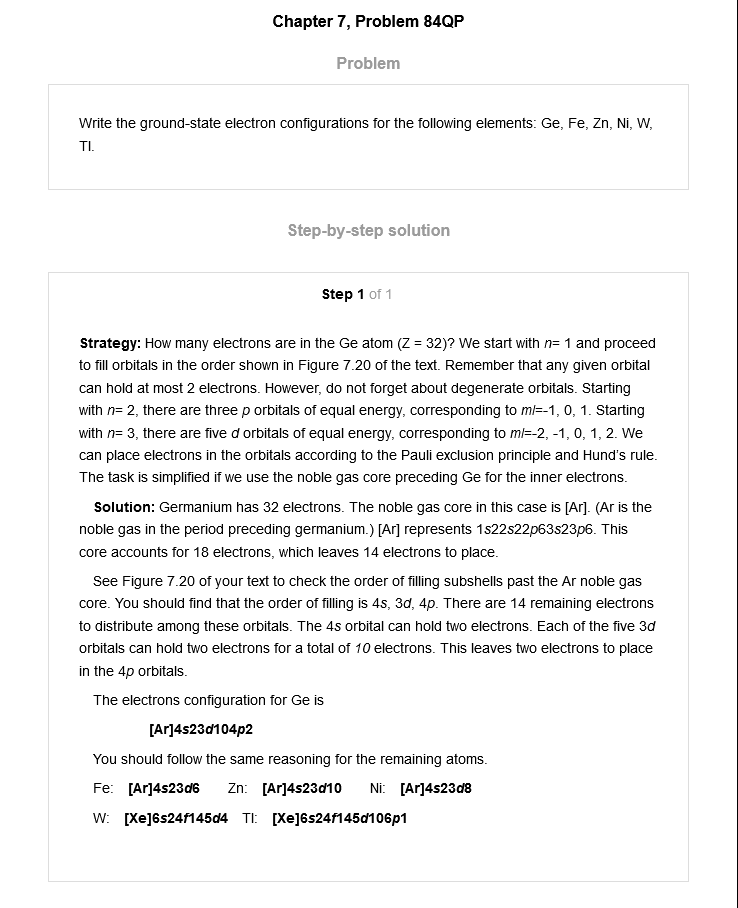 Chapter 7, Problem 84QP
Problem
Write the ground-state electron configurations for the following elements: Ge, Fe, Zn, Ni, W,
Tl.
Step-by-step solution
Step 1 of 1
Strategy: How many electrons are in the Ge atom (Z = 32)? We start with n= 1 and proceed
to fill orbitals in the order shown in Figure 7.20 of the text. Remember that any given orbital
can hold at most 2 electrons. However, do not forget about degenerate orbitals. Starting
with n= 2, there are three p orbitals of equal energy, corresponding to ml=-1, 0, 1. Starting
with n= 3, there are five d orbitals of equal energy, corresponding to ml=-2, -1, 0, 1, 2. We
can place electrons in the orbitals according to the Pauli exclusion principle and Hund's rule.
The task is simplified if we use the noble gas core preceding Ge for the inner electrons.
Solution: Germanium has 32 electrons. The noble gas core in this case is [Ar]. (Ar is the
noble gas in the period preceding germanium.) [Ar] represents 1s22s22p63s23p6. This
core accounts for 18 electrons, which leaves 14 electrons to place.
See Figure 7.20 of your text to check the order of filling subshells past the Ar noble gas
core. You should find that the order of filling is 4s, 3d, 4p. There are 14 remaining electrons
to distribute among these orbitals. The 4s orbital can hold two electrons. Each of the five 3d
orbitals can hold two electrons for a total of 10 electrons. This leaves two electrons to place
in the 4p orbitals.
The electrons configuration for Ge is
[Ar]4s23d104p2
You should follow the same reasoning for the remaining atoms.
Fe: [Ar]4s23d6 Zn: [Ar]4s23d10 Ni: [Ar]4s23d8
W: [Xe]6s24f145d4 Tl: [Xe]6s24f145d106p1